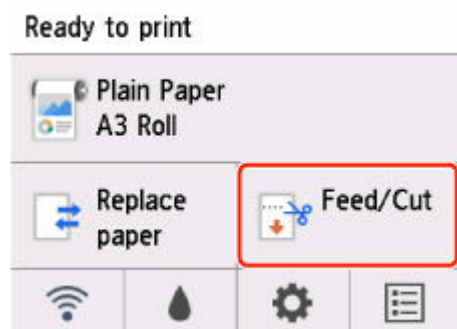 Ready to print
Plain Paper
A3 Roll
Replace
paper
Feed/Cut